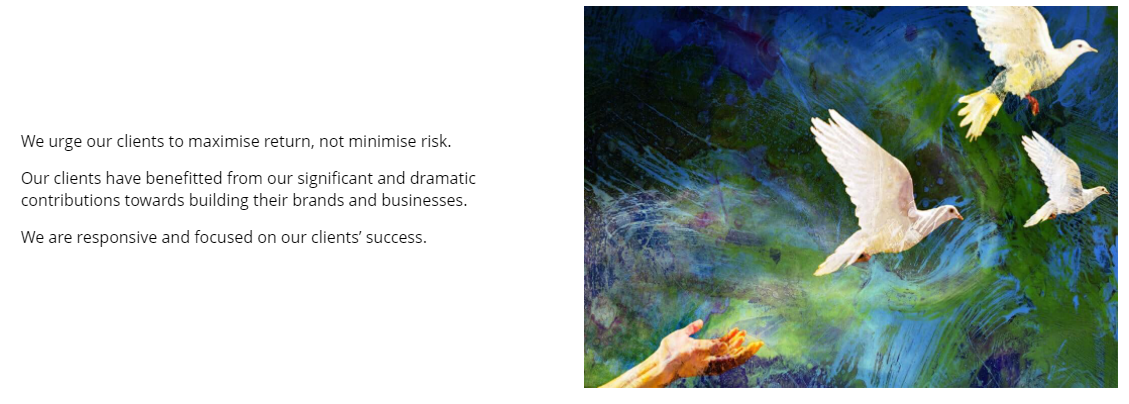 We urge our clients to maximise return, not minimise risk.
Our clients have benefitted from our significant and dramatic
contributions towards building their brands and businesses.
We are responsive and focused on our clients’ success.